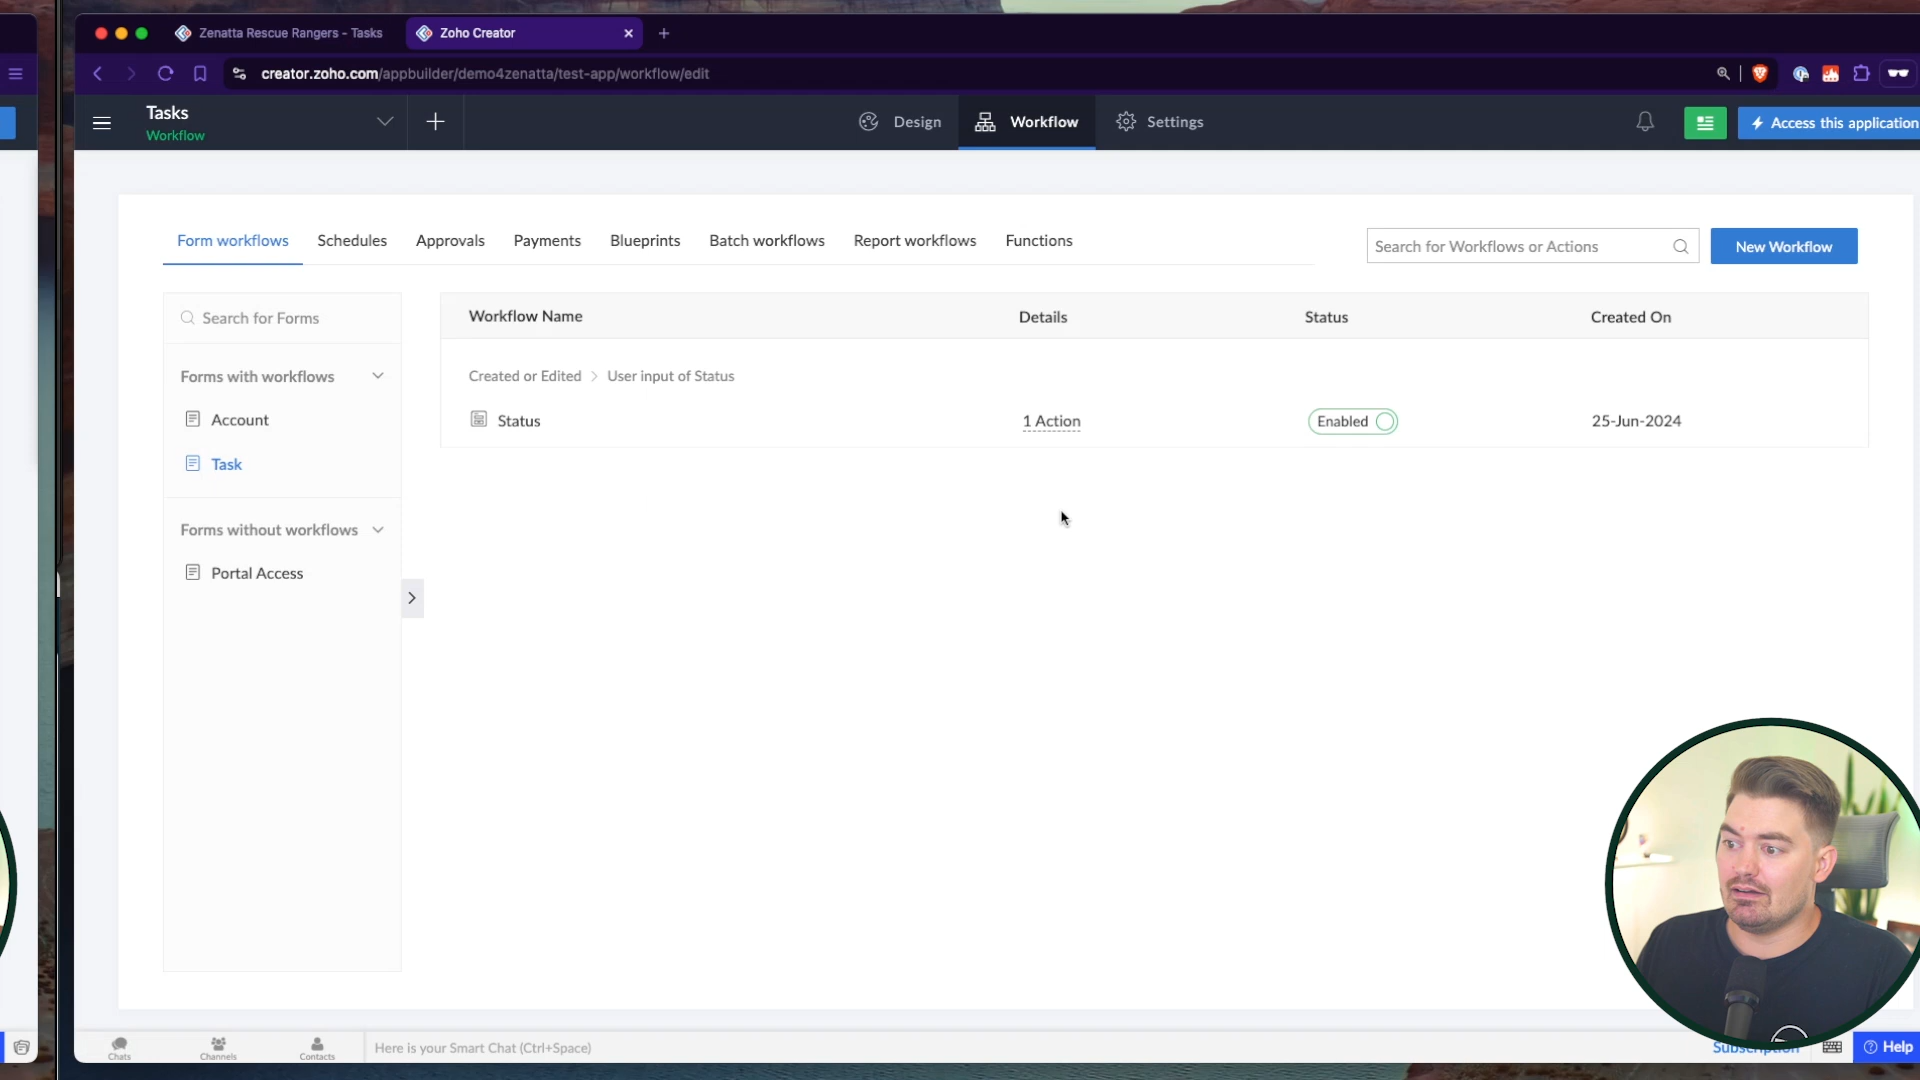 Zenatta Rescue Rangers - Tasks
Zoho Creator
creator.zoho.com/appbuilder/demo4zenatta/test-app/workflow/edit
Tasks
Workflow
Design
Workflow
Settings
Access this application
Form workflows
Schedules
Approvals
Payments
Blueprints
Batch workflows
Report workflows
Functions
Search for Workflows or Actions
New Workflow
Search for Forms
Forms with workflows
Account
Task
Forms without workflows
Portal Access
Workflow Name
Details
Status
Created On
Created or Edited > User input of Status
Status
1 Action
Enabled
25-Jun-2024
Chats
Channels
Contacts
Here is your Smart Chat (Ctrl+Space)
Subscription
Help